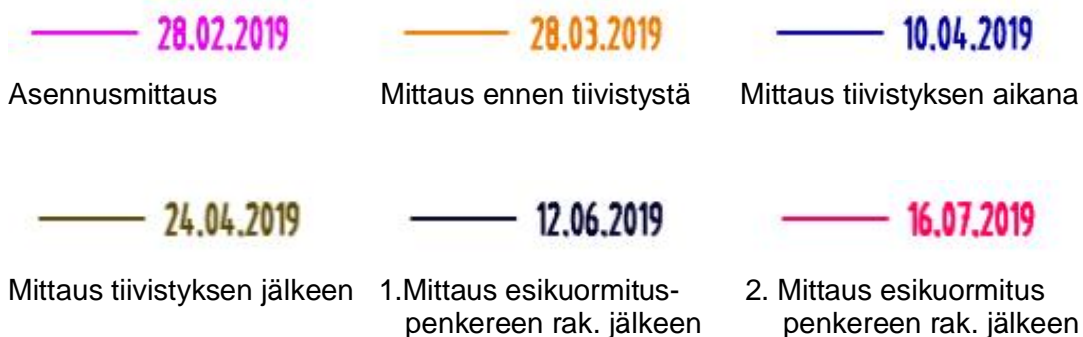 28.02.2019 28.03.2019 10.04.2019
Asennusmittaus Mittaus ennen tiivistystä Mittaus tiivistyksen aikana
24.04.2019 12.06.2019 16.07.2019
Mittaus tiivistyksen jälkeen 1.Mittaus esikuormitus- 2. Mittaus esikuormitus
penkereen rak. jälkeen penkereen rak. jälkeen